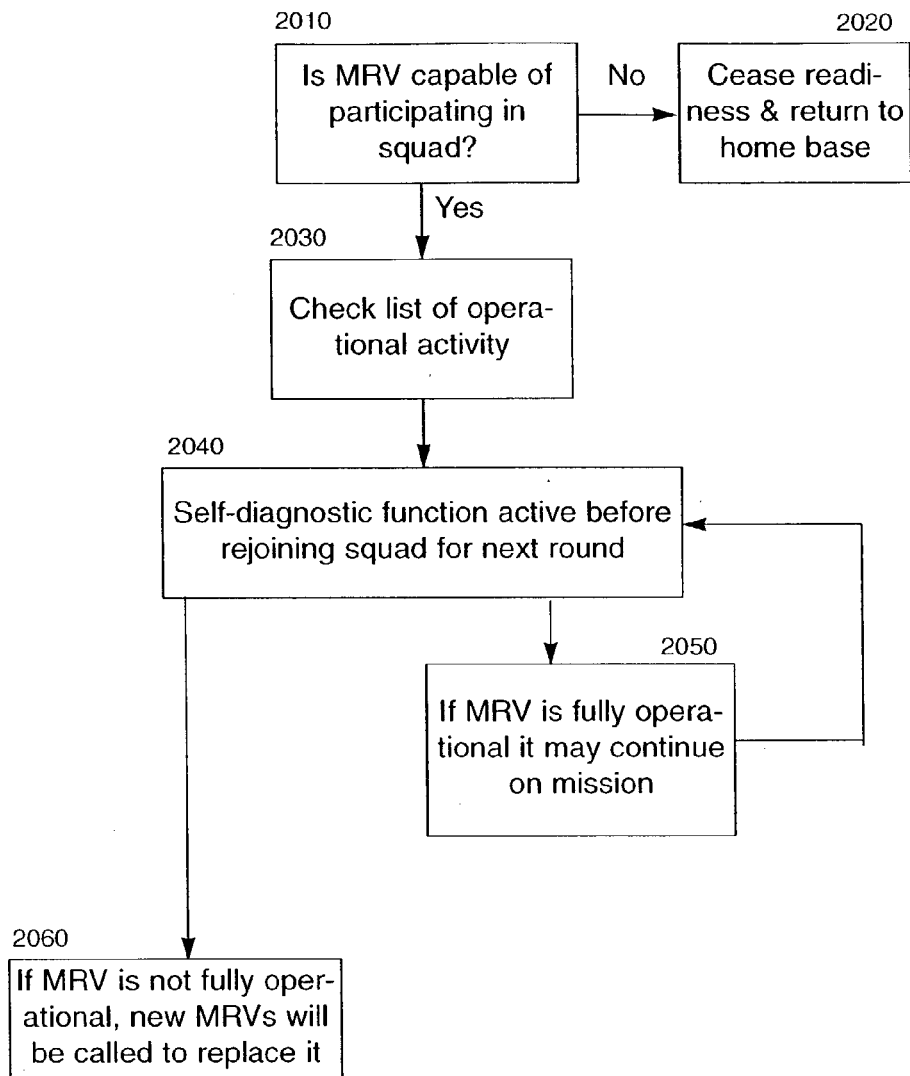 2010
Is MRV capable of
participating in
squad?
No
2020
Cease readi-
ness & return to
home base
Yes
2030
Check list of opera-
tional activity
2040
Self-diagnostic function active before
rejoining squad for next round
2050
If MRV is fully opera-
tional it may continue
on mission
2060
If MRV is not fully oper-
ational, new MRVs will
be called to replace it